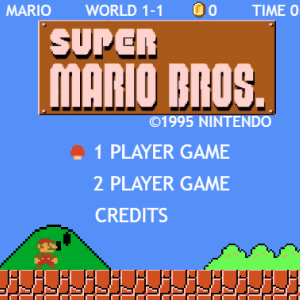 MARIO WORLD 1-1 0 TIME 0
SUPER
MARIO BROS.
©1995 NINTENDO
1 PLAYER GAME
2 PLAYER GAME
CREDITS